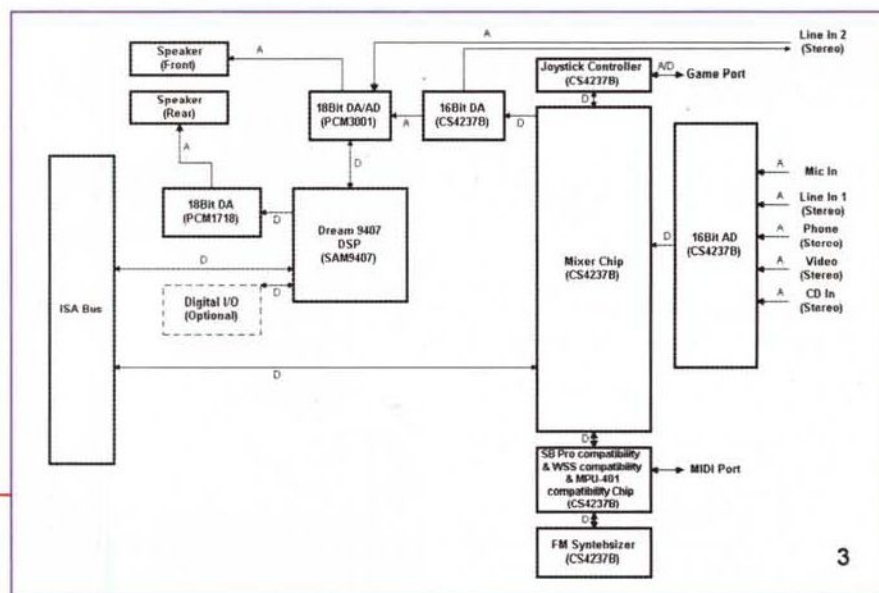 Speaker
(Front)
Speaker
(Rear)
A
A
A
18Bit DA/AD
(PCM3001)
A
16Bit DA
(CS4237B)
D
Line In 2
(Stereo)
Joystick Controller
(CS4237B)
A/D
Game Port
D
ISA Bus
18Bit DA
(PCM1718)
D
D
Dream 9407
DSP
(SAM9407)
D
Digital I/O
(Optional)
D
D
Mixer Chip
(CS4237B)
D
16Bit AD
(CS4237B)
A
Mic In
A
Line In 1
(Stereo)
A
Phone
(Stereo)
A
Video
(Stereo)
A
CD In
(Stereo)
D
SB Pro compatibility
& WSS compatibility
& MPU-401
compatibility Chip
(CS4237B)
MIDI Port
D
FM Syntehsizer
(CS4237B)
3